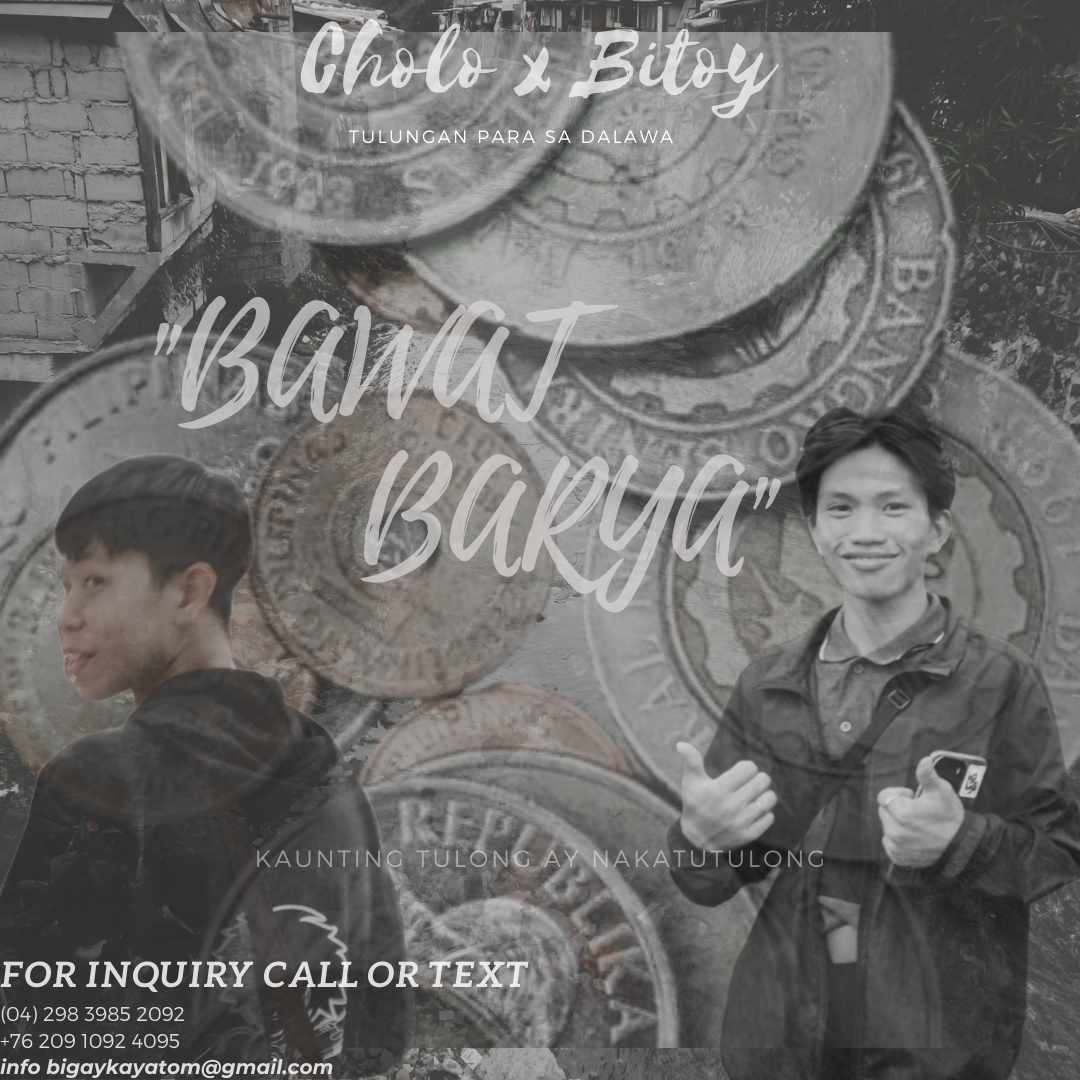 Cholo x Bitoy
TULUNGAN PARA SA DALAWA
"BAWAT
BARYA"
KAUNTING TULONG AY NAKATUTULONG
REPUBLIKA
FOR INQUIRY CALL OR TEXT
(04) 298 3985 2092
+76 209 1092 4095
info bigaykayatom@gmail.com